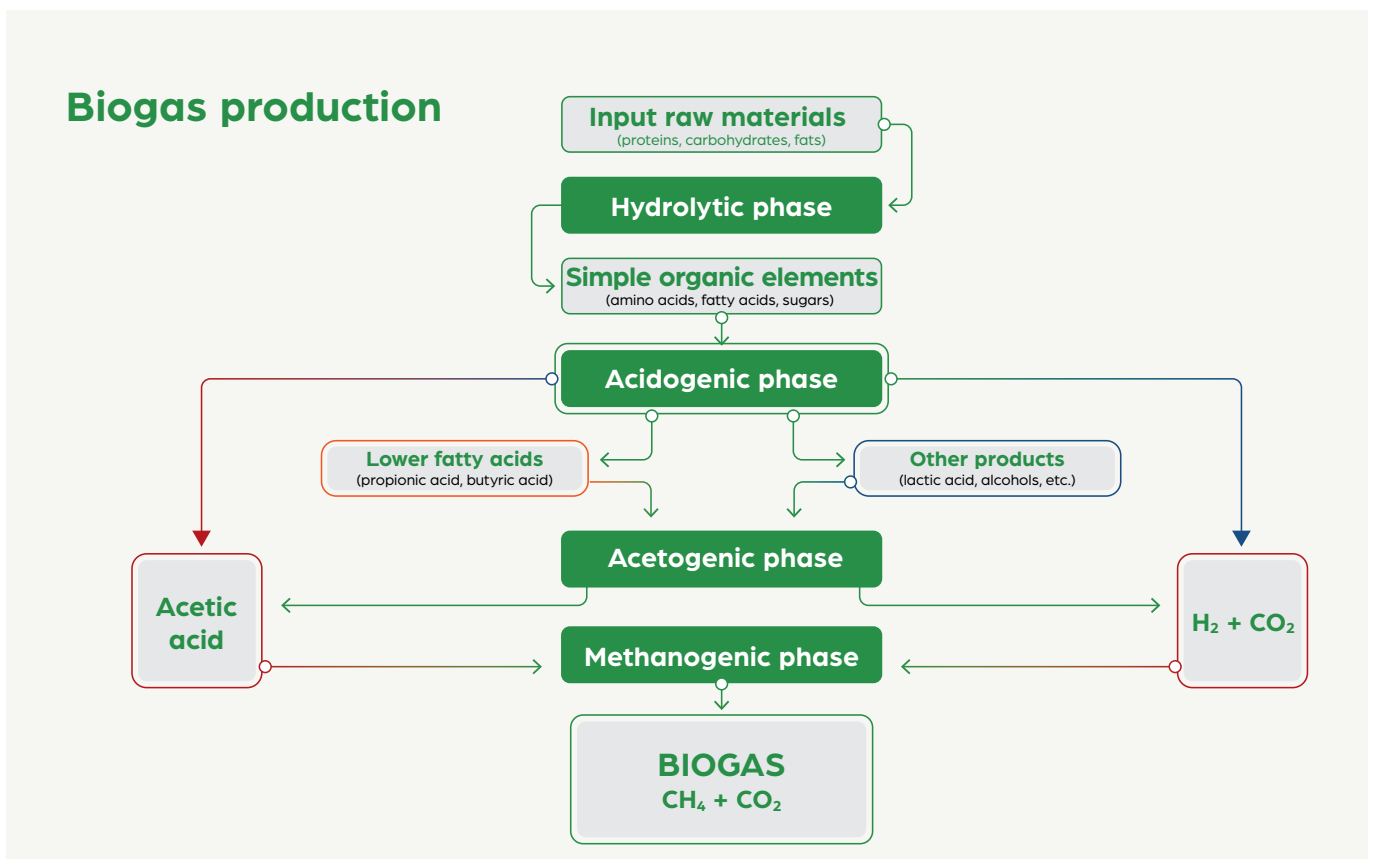 Biogas production
Input raw materials
(proteins, carbohydrates, fats)
Hydrolytic phase
Simple organic elements
(amino acids, fatty acids, sugars)
Acidogenic phase
Lower fatty acids
(propionic acid, butyric acid)
Other products
(lactic acid, alcohols, etc.)
Acetogenic phase
Acetic
acid
H₂ + CO₂
Methanogenic phase
BIOGAS
CH₄ + CO₂